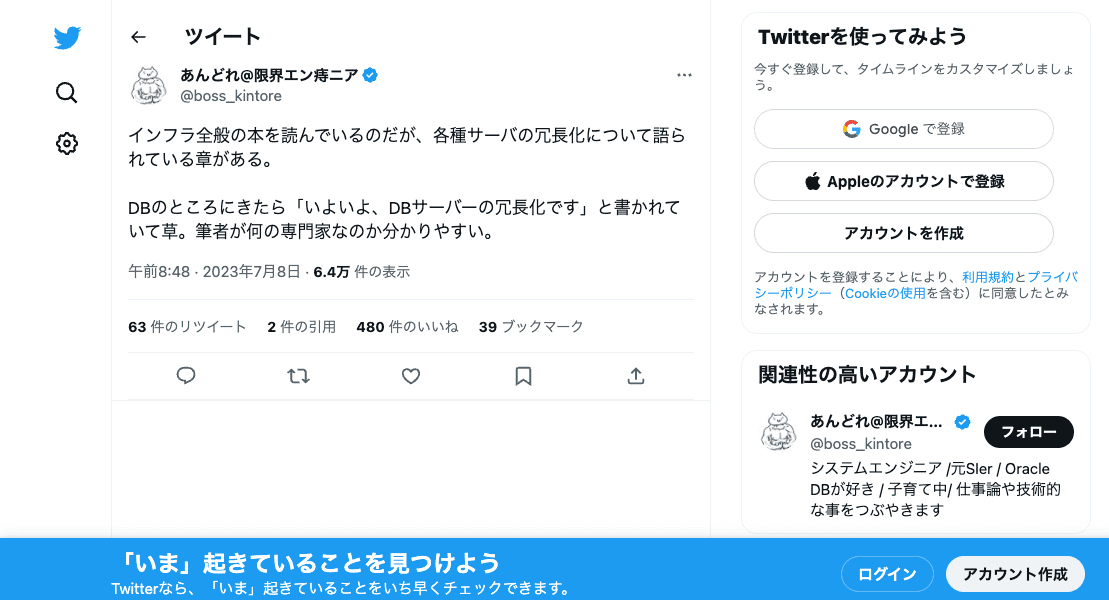 ツイート
あんどれ@限界エン痔ニア
@boss_kintore
インフラ全般の本を読んでいるのだが、各種サーバの冗長化について語ら
れている章がある。
DBのところにきたら「いよいよ、DBサーバーの冗長化です」と書かれて
いて草。筆者が何の専門家なのか分かりやすい。
午前8:48 · 2023年7月8日 · 6.4万 件の表示
63 件のリツイート 2 件の引用 480 件のいいね 39 ブックマーク
Twitterを使ってみよう
今すぐ登録して、タイムラインをカスタマイズしましょ
う。
Google で登録
Appleのアカウントで登録
アカウントを作成
アカウントを登録することにより、利用規約とプライバ
シーポリシー（Cookieの使用を含む）に同意したとみ
なされます。
関連性の高いアカウント
あんどれ@限界エ...
@boss_kintore
フォロー
システムエンジニア /元SIer / Oracle
DBが好き / 子育て中/ 仕事論や技術的
な事をつぶやきます
「いま」起きていることを見つけよう
Twitterなら、「いま」起きていることをいち早くチェックできます。
ログイン
アカウント作成